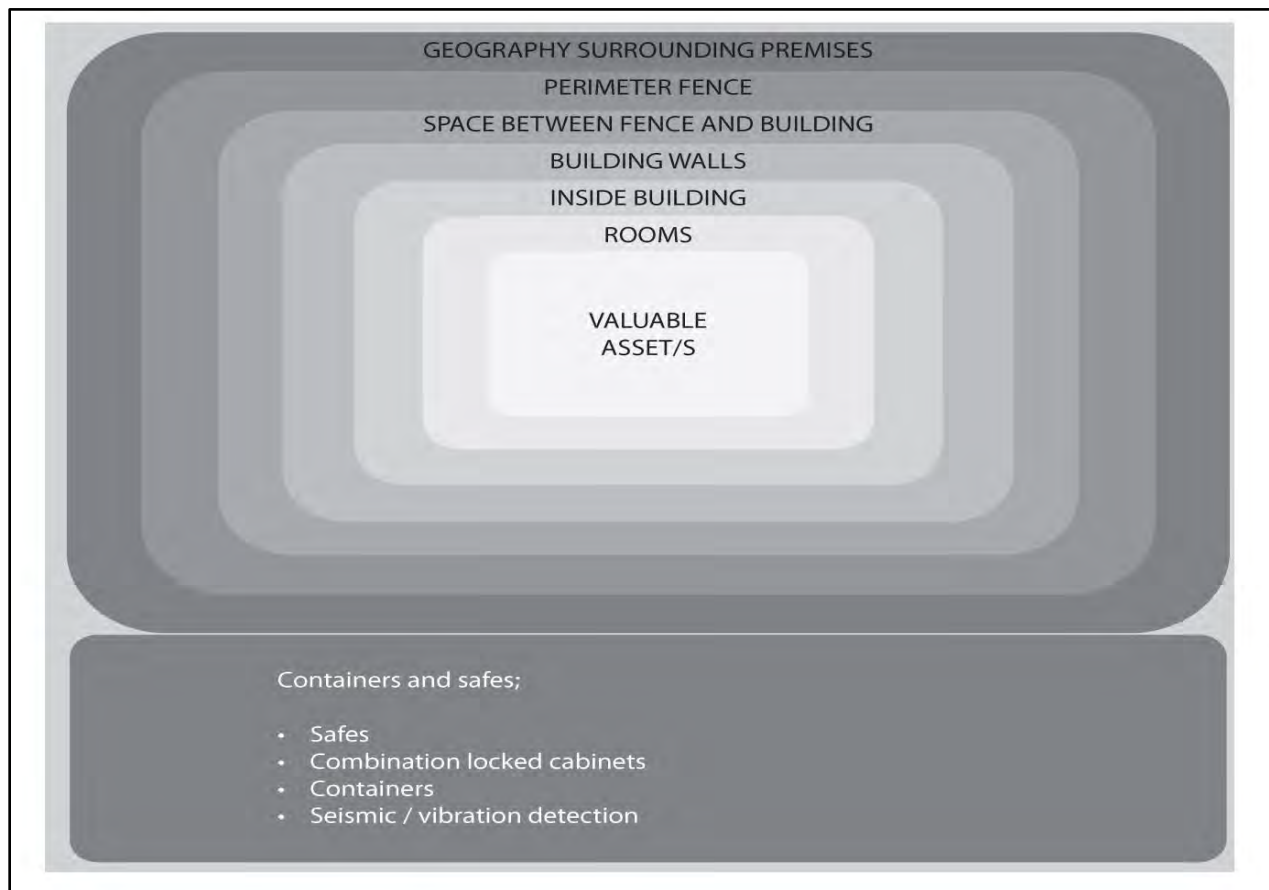 GEOGRAPHY SURROUNDING PREMISES
PERIMETER FENCE
SPACE BETWEEN FENCE AND BUILDING
BUILDING WALLS
INSIDE BUILDING
ROOMS
VALUABLE
ASSET/S
Containers and safes;
• Safes
• Combination locked cabinets
• Containers
• Seismic / vibration detection